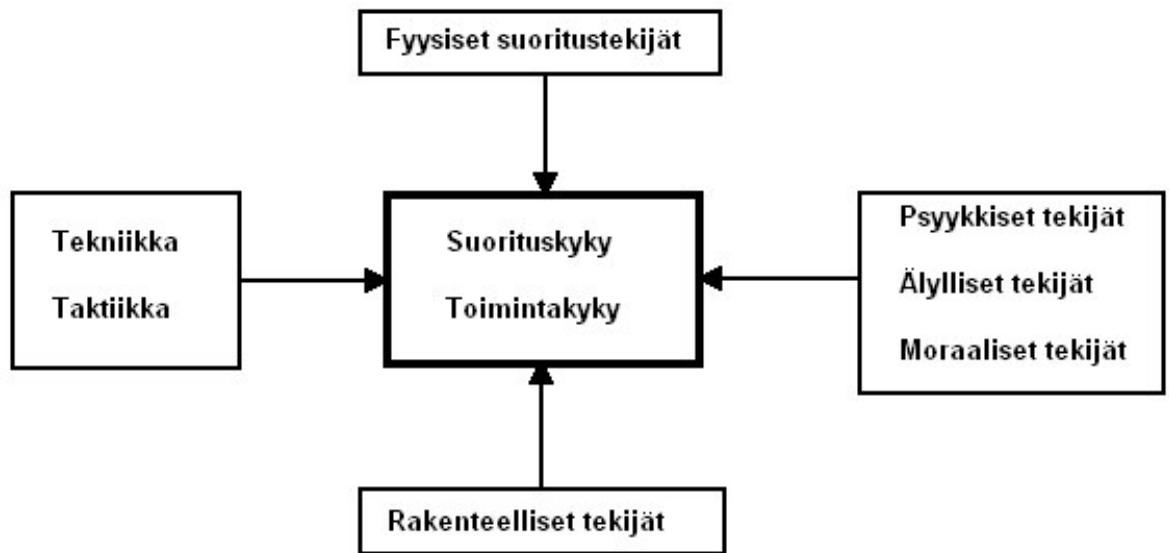 Fyysiset suoritustekijät
Tekniikka
Taktiikka
Suorituskyky
Toimintakyky
Psyykkiset tekijät
Älylliset tekijät
Moraaliset tekijät
Rakenteelliset tekijät